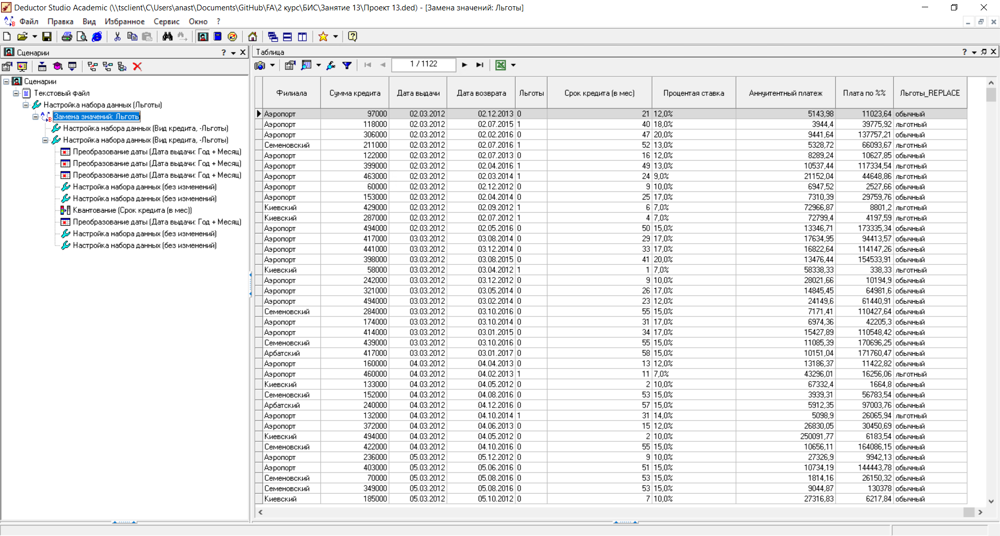 Deductor Studio Academic (\\tsclient\C\Users\anast\Documents\GitHub\FA\2 курс\БИС\Занятие 13\Проект 13.ded) - [Замена значений: Льготы]
Файл Правка Вид Избранное Сервис Окно ?
Сценарии
Сценарии
Текстовый файл
Настройка набора данных (Льготы)
Замена значений: Льготы
Настройка набора данных (Вид кредита, -Льготы)
Настройка набора данных (Вид кредита, -Льготы)
Преобразование даты (Дата выдачи: Год + Месяц)
Преобразование даты (Дата выдачи: Год + Месяц)
Преобразование даты (Дата выдачи: Год + Месяц)
Настройка набора данных (без изменений)
Настройка набора данных (без изменений)
Квантование (Срок кредита (в мес))
Преобразование даты (Дата выдачи: Год + Месяц)
Настройка набора данных (без изменений)
Настройка набора данных (без изменений)
Таблица
1 / 1122
Филиала Сумма кредита Дата выдачи Дата возврата Льготы Срок кредита (в мес) Процентая ставка Аннуитентный платеж Плата по %% Льготы_REPLACE
Аэропорт 97000 02.03.2012 02.12.2013 0 21 12,0% 5143,98 11023,64 обычный
Аэропорт 118000 02.03.2012 02.07.2015 1 40 18,0% 3944,4 39775,92 льготный
Аэропорт 306000 02.03.2012 02.02.2016 0 47 20,0% 9441,64 137757,21 обычный
Семеновский 211000 02.03.2012 02.07.2016 1 52 13,0% 5328,72 66093,67 льготный
Аэропорт 122000 02.03.2012 02.07.2013 0 16 12,0% 8289,24 10627,85 обычный
Аэропорт 399000 02.03.2012 02.04.2016 1 49 13,0% 10537,44 117334,54 льготный
Аэропорт 463000 02.03.2012 02.03.2014 1 24 9,0% 21152,04 44648,86 льготный
Аэропорт 60000 02.03.2012 02.12.2012 0 9 10,0% 6947,52 2527,66 обычный
Аэропорт 153000 02.03.2012 02.04.2014 0 25 17,0% 7310,39 29759,76 обычный
Киевский 429000 02.03.2012 02.09.2012 1 6 7,0% 72966,87 8801,2 льготный
Киевский 287000 02.03.2012 02.07.2012 1 4 7,0% 72799,4 4197,59 льготный
Аэропорт 494000 02.03.2012 02.05.2016 0 50 15,0% 13346,71 173335,34 обычный
Аэропорт 417000 03.03.2012 03.08.2014 0 29 17,0% 17634,95 94413,57 обычный
Аэропорт 441000 03.03.2012 03.12.2014 0 33 17,0% 16822,64 114147,26 обычный
Аэропорт 398000 03.03.2012 03.08.2015 0 41 20,0% 13476,44 154533,91 обычный
Киевский 58000 03.03.2012 03.04.2012 1 1 7,0% 58338,33 338,33 льготный
Аэропорт 242000 03.03.2012 03.12.2012 0 9 10,0% 28021,66 10194,9 обычный
Аэропорт 321000 03.03.2012 03.05.2014 0 26 17,0% 14845,45 64981,6 обычный
Аэропорт 494000 03.03.2012 03.02.2014 0 23 12,0% 24149,6 61440,91 обычный
Семеновский 284000 03.03.2012 03.10.2016 0 55 15,0% 7171,41 110427,64 обычный
Аэропорт 174000 03.03.2012 03.10.2014 0 31 17,0% 6974,36 42205,3 обычный
Аэропорт 414000 03.03.2012 03.01.2015 0 34 17,0% 15427,89 110548,42 обычный
Семеновский 439000 03.03.2012 03.10.2016 0 55 15,0% 11085,39 170696,25 обычный
Арбатский 417000 03.03.2012 03.01.2017 0 58 15,0% 10151,04 171760,47 обычный
Аэропорт 160000 04.03.2012 04.04.2013 0 13 12,0% 13186,37 11422,82 обычный
Аэропорт 460000 04.03.2012 04.02.2013 1 11 7,0% 43296,01 16256,06 льготный
Киевский 133000 04.03.2012 04.05.2012 0 2 10,0% 67332,4 1664,8 обычный
Семеновский 152000 04.03.2012 04.08.2016 0 53 15,0% 3939,31 56783,54 обычный
Арбатский 240000 04.03.2012 04.12.2016 0 57 15,0% 5912,35 97003,76 обычный
Аэропорт 132000 04.03.2012 04.10.2014 1 31 14,0% 5098,9 26065,94 льготный
Аэропорт 372000 04.03.2012 04.06.2013 0 15 12,0% 26830,05 30450,69 обычный
Киевский 494000 04.03.2012 04.05.2012 0 2 10,0% 250091,77 6183,54 обычный
Семеновский 422000 04.03.2012 04.10.2016 0 55 15,0% 10656,11 164086,15 обычный
Аэропорт 236000 05.03.2012 05.12.2012 0 9 10,0% 27326,9 9942,13 обычный
Аэропорт 403000 05.03.2012 05.06.2016 0 51 15,0% 10734,19 144443,78 обычный
Семеновский 70000 05.03.2012 05.08.2016 0 53 15,0% 1814,16 26150,32 обычный
Семеновский 349000 05.03.2012 05.08.2016 0 53 15,0% 9044,87 130378 обычный
Киевский 185000 05.03.2012 05.10.2012 0 7 10,0% 27316,83 6217,84 обычный